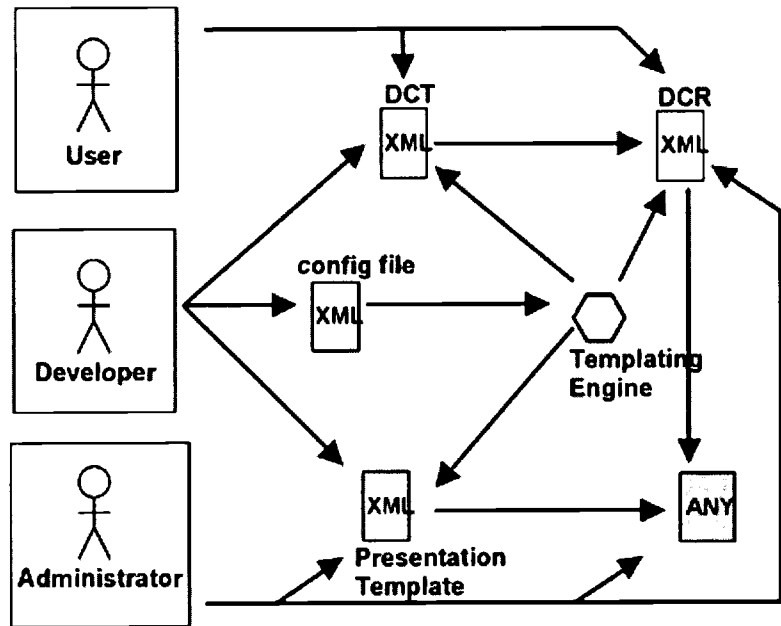 DCT
DCR
XML
XML
User
config file
XML
Developer
Templating
Engine
XML
ANY
Administrator
Presentation
Template